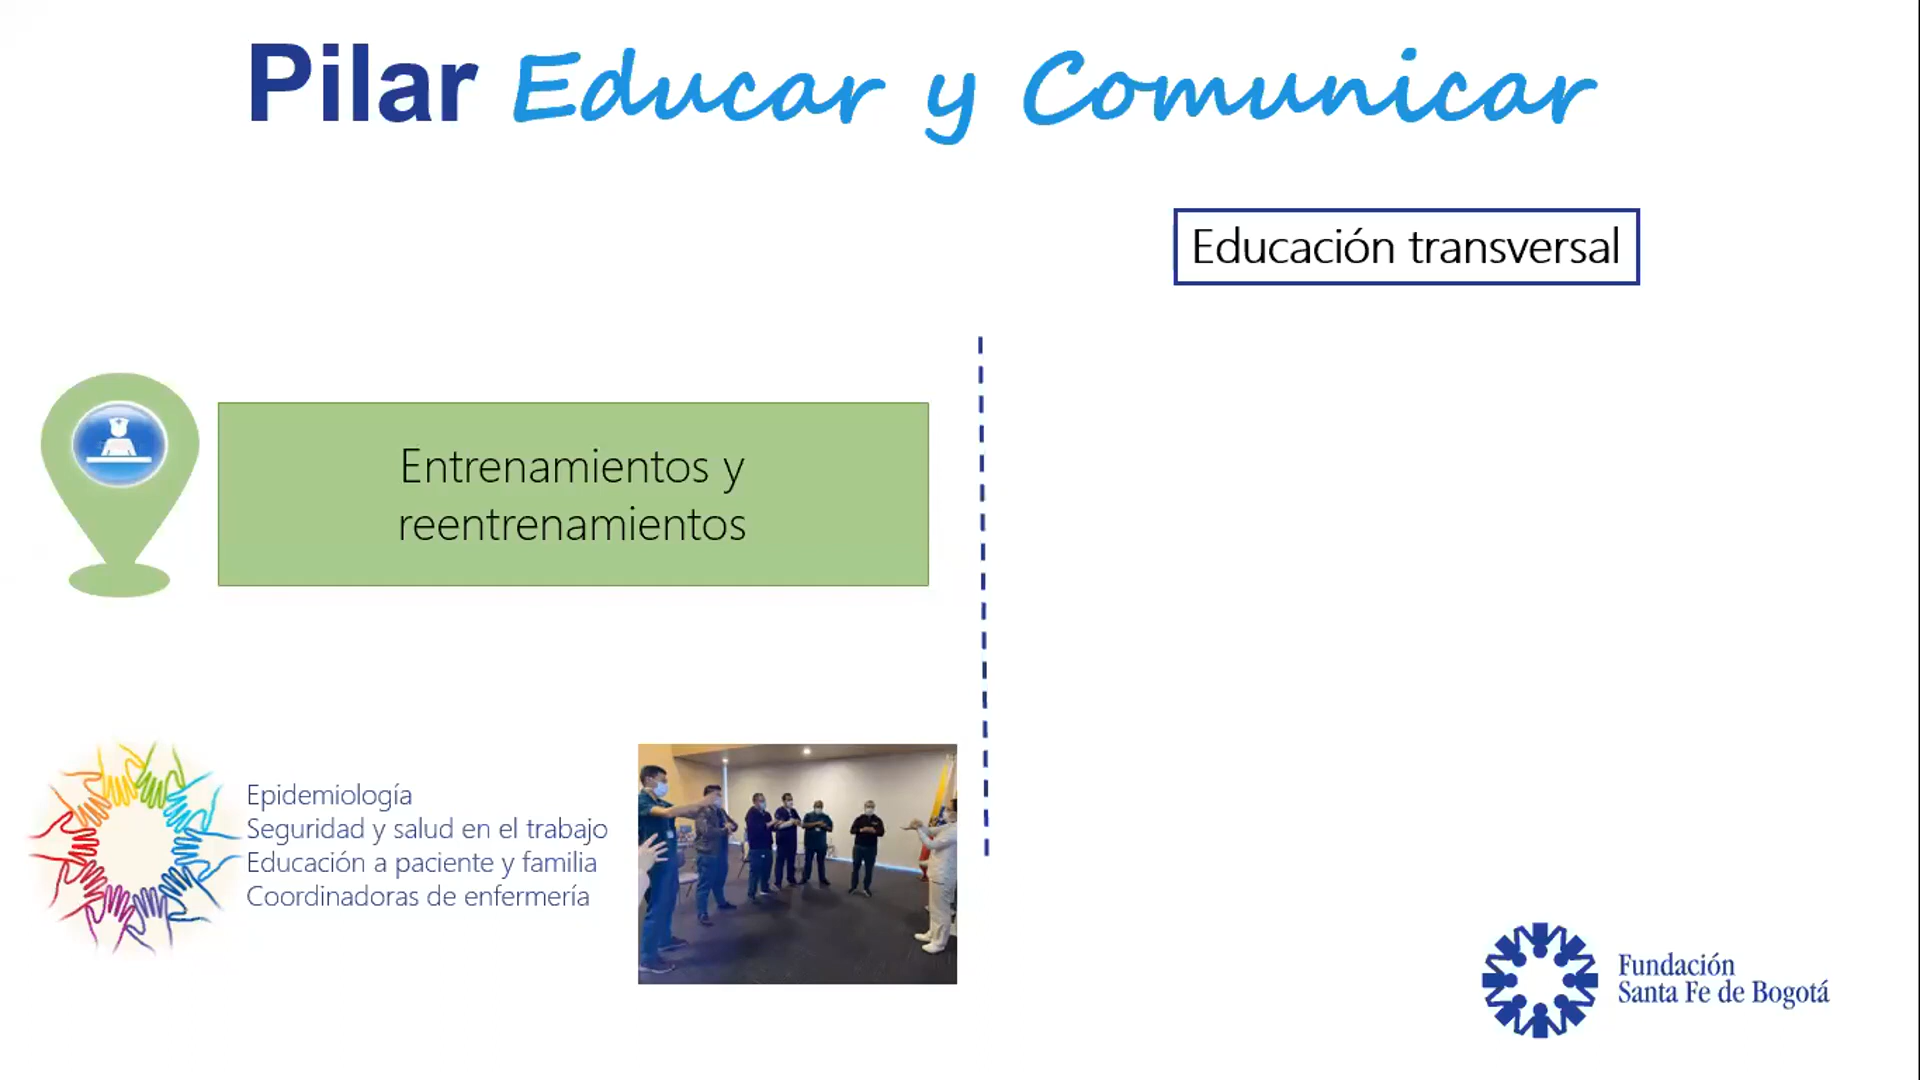 Pilar Educar y Comunicar
Educación transversal
Entrenamientos y
reentrenamientos
Epidemiología
Seguridad y salud en el trabajo
Educación a paciente y familia
Coordinadoras de enfermería
Fundación
Santa Fe de Bogotá